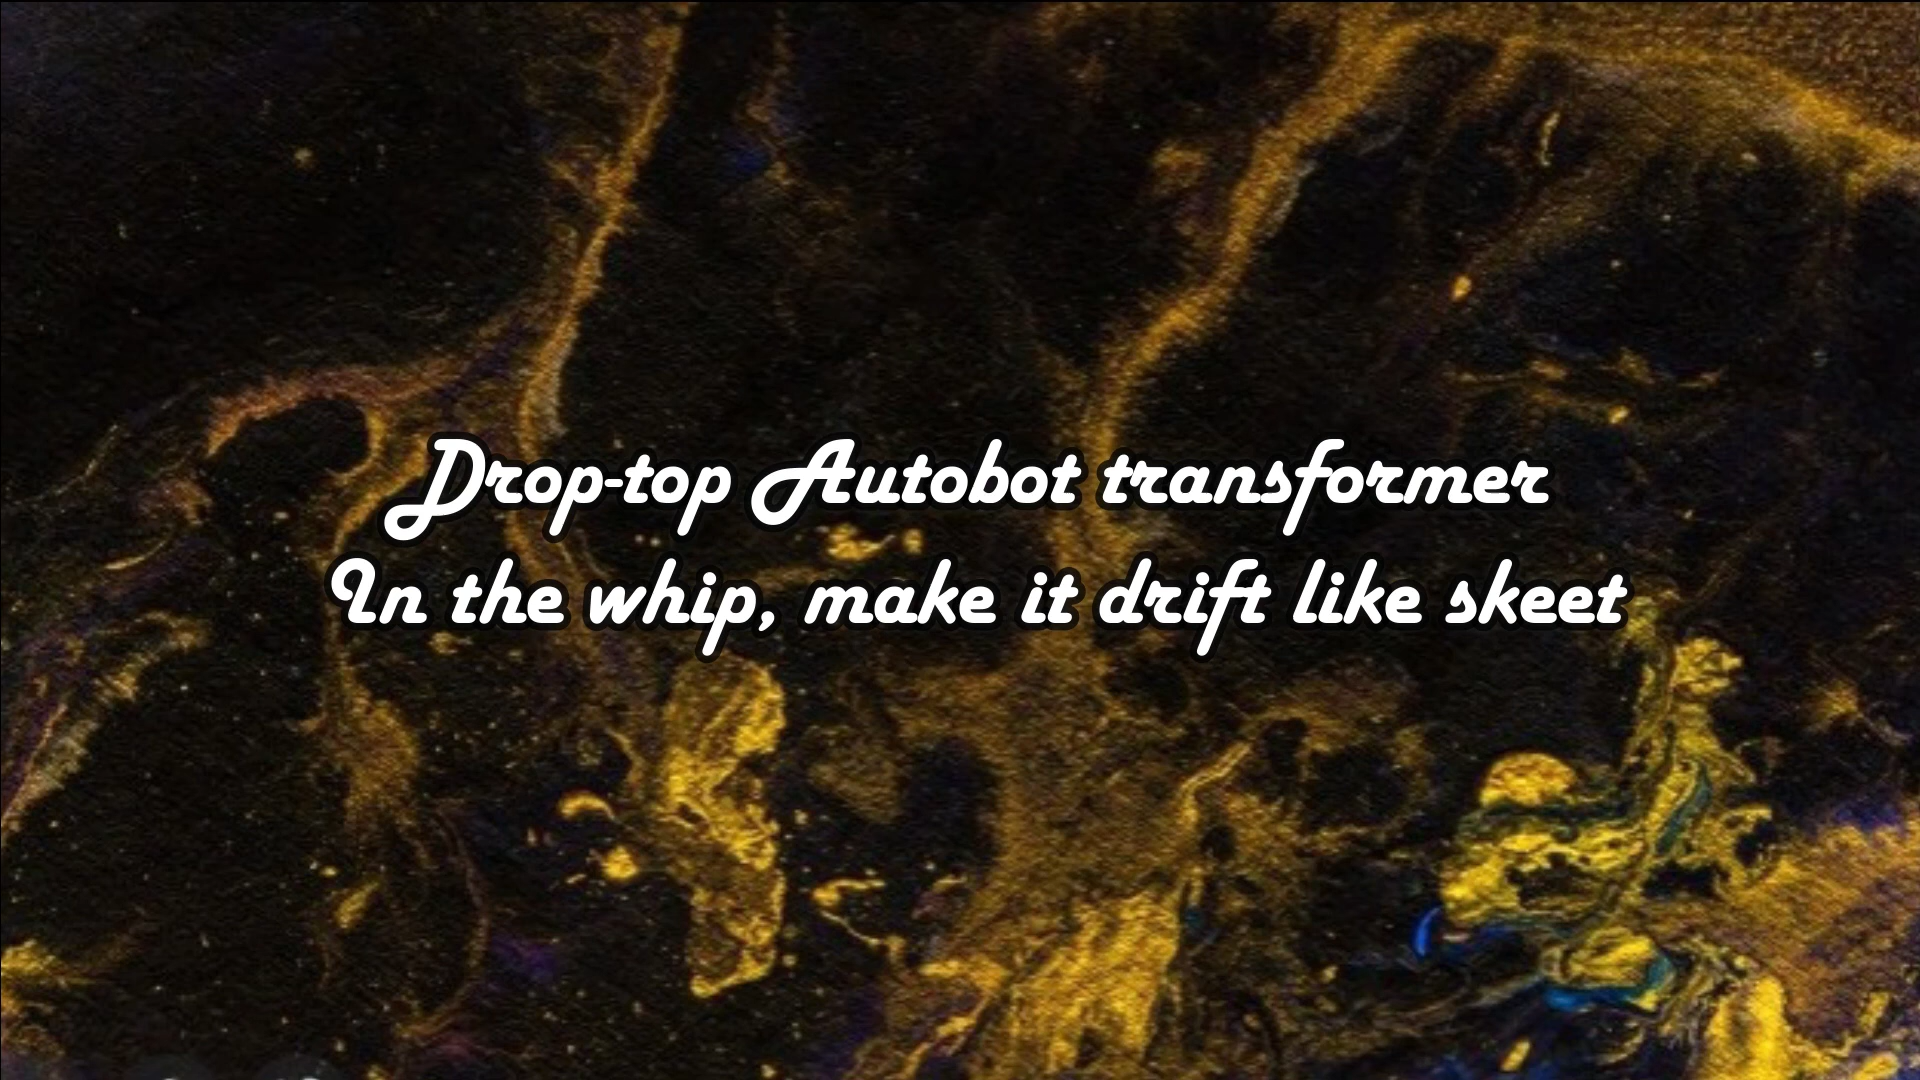 Drop-top Autobot transformer
In the whip, make it drift like skeet